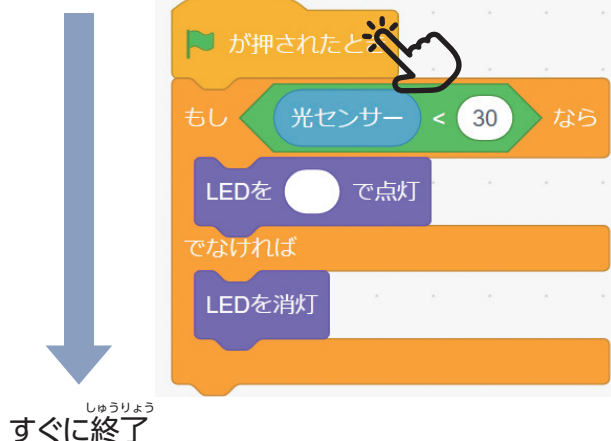 が押されたとき
もし 光センサー < 30 なら
LEDを で点灯
でなければ
LEDを消灯
しゅうりょう
すぐに終了